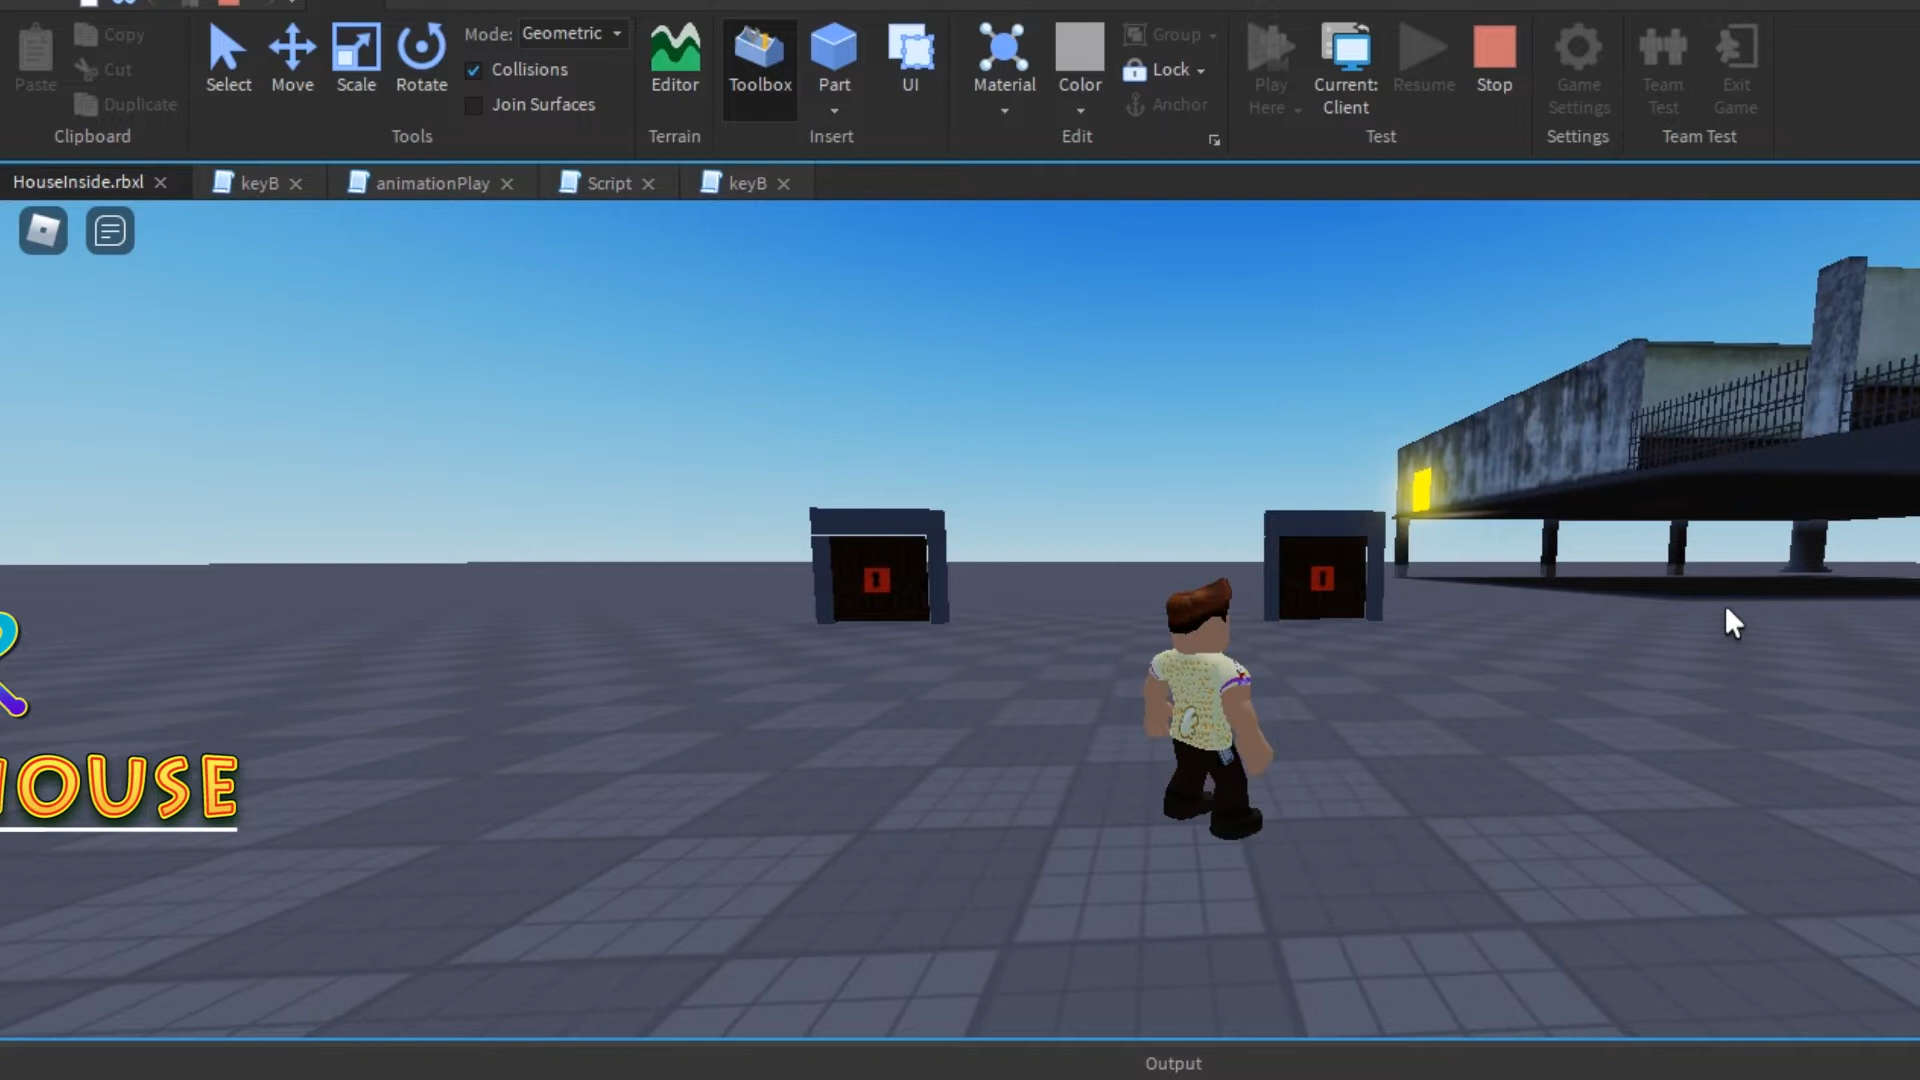 Paste
Copy
Cut
Duplicate
Clipboard
Select
Move
Scale
Rotate
Mode: Geometric
Collisions
Join Surfaces
Tools
Editor
Terrain
Toolbox
Part
UI
Insert
Material
Color
Group
Lock
Anchor
Edit
Play
Here
Current:
Client
Resume
Stop
Test
Game
Settings
Settings
Team
Test
Exit
Game
Team Test
HouseInside.rbxl
keyB
animationPlay
Script
keyB
OUSE
Output